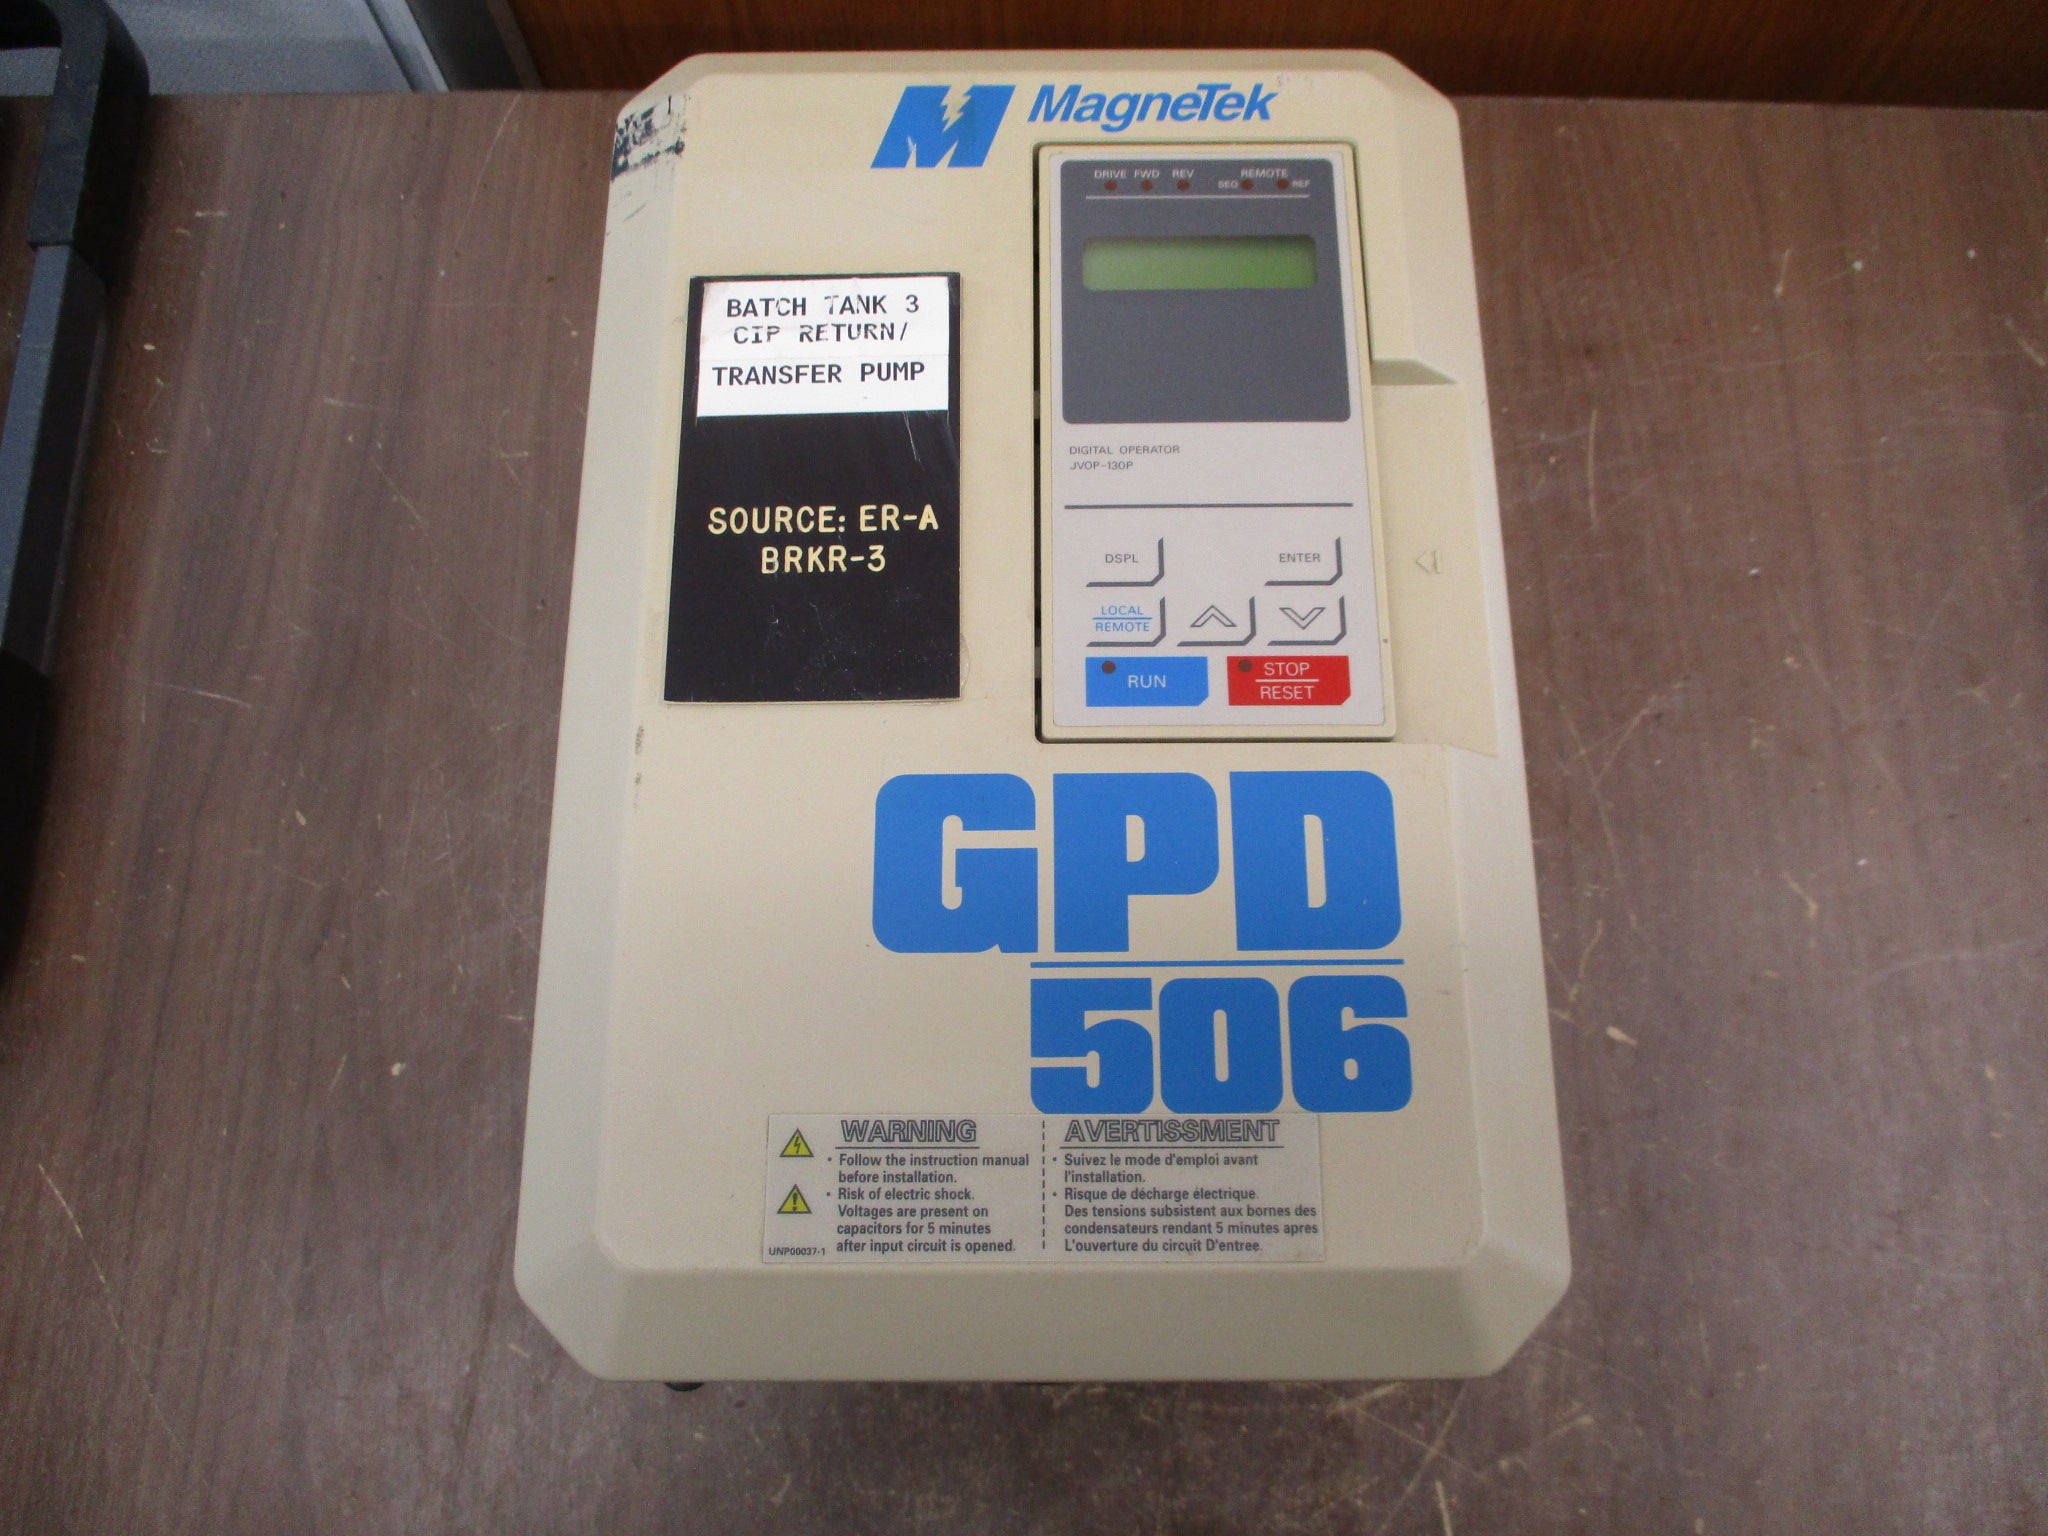 MagneTek
DRIVE FWD REV REMOTE
SEQ REF
BATCH TANK 3
CIP RETURN/
TRANSFER PUMP
SOURCE: ER-A
BRKR-3
DIGITAL OPERATOR
JVOP-130P
DSPL ENTER
LOCAL
REMOTE
RUN
STOP
RESET
GPD
506
WARNING
• Follow the instruction manual
before installation.
• Risk of electric shock.
Voltages are present on
capacitors for 5 minutes
after input circuit is opened.
UNP00037-1
AVERTISSMENT
• Suivez le mode d'emploi avant
l'installation.
• Risque de décharge électrique.
Des tensions subsistent aux bornes des
condensateurs rendant 5 minutes apres
L'ouverture du circuit D'entree.